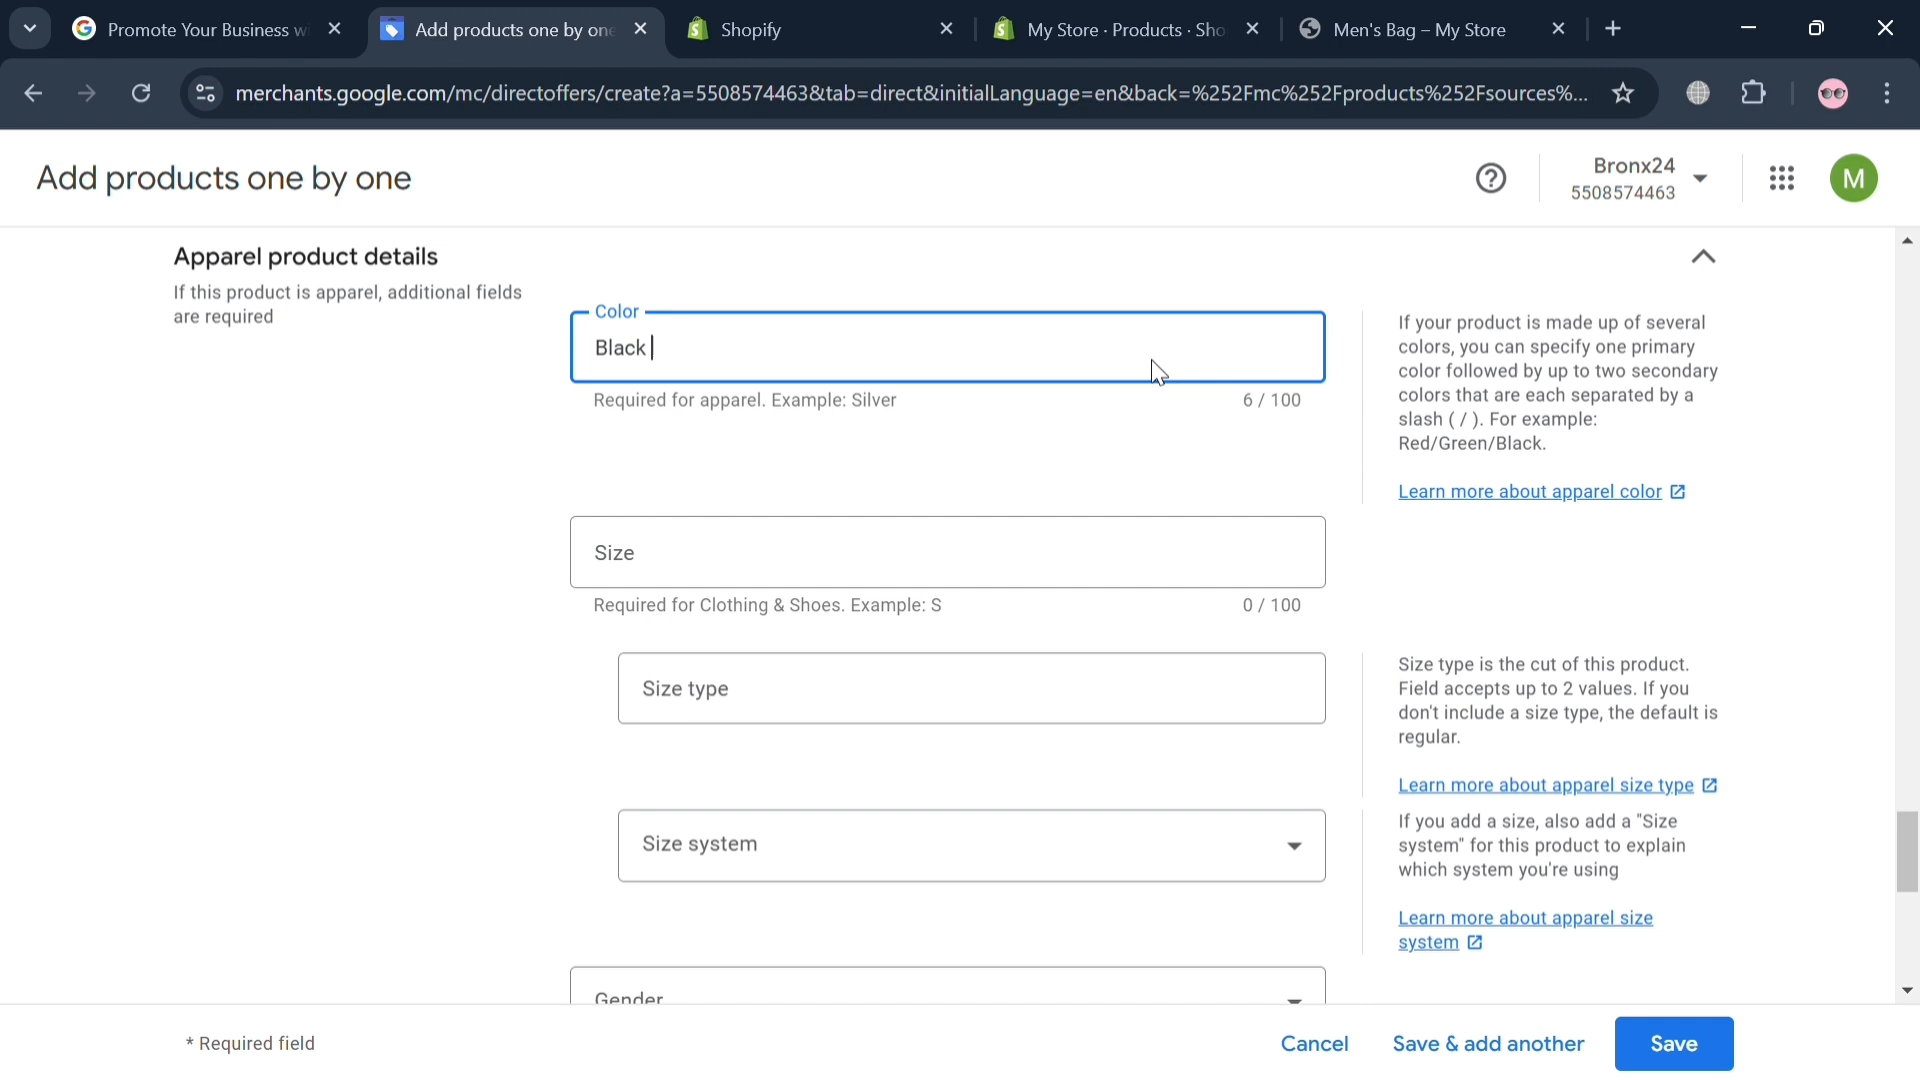 Promote Your Business w
Add products one by one
Shopify
My Store · Products · Sho
Men's Bag – My Store
merchants.google.com/mc/directoffers/create?a=5508574463&tab=direct&initialLanguage=en&back=%252Fmc%252Fproducts%252Fsources%...
Add products one by one
Bronx24
5508574463
M
Apparel product details
If this product is apparel, additional fields
are required
Color
Black
Required for apparel. Example: Silver
6 / 100
If your product is made up of several
colors, you can specify one primary
color followed by up to two secondary
colors that are each separated by a
slash ( / ). For example:
Red/Green/Black.
Learn more about apparel color
Size
Required for Clothing & Shoes. Example: S
0 / 100
Size type
Size type is the cut of this product.
Field accepts up to 2 values. If you
don't include a size type, the default is
regular.
Learn more about apparel size type
Size system
If you add a size, also add a "Size
system" for this product to explain
which system you're using
Learn more about apparel size
system
Gender
* Required field
Cancel
Save & add another
Save